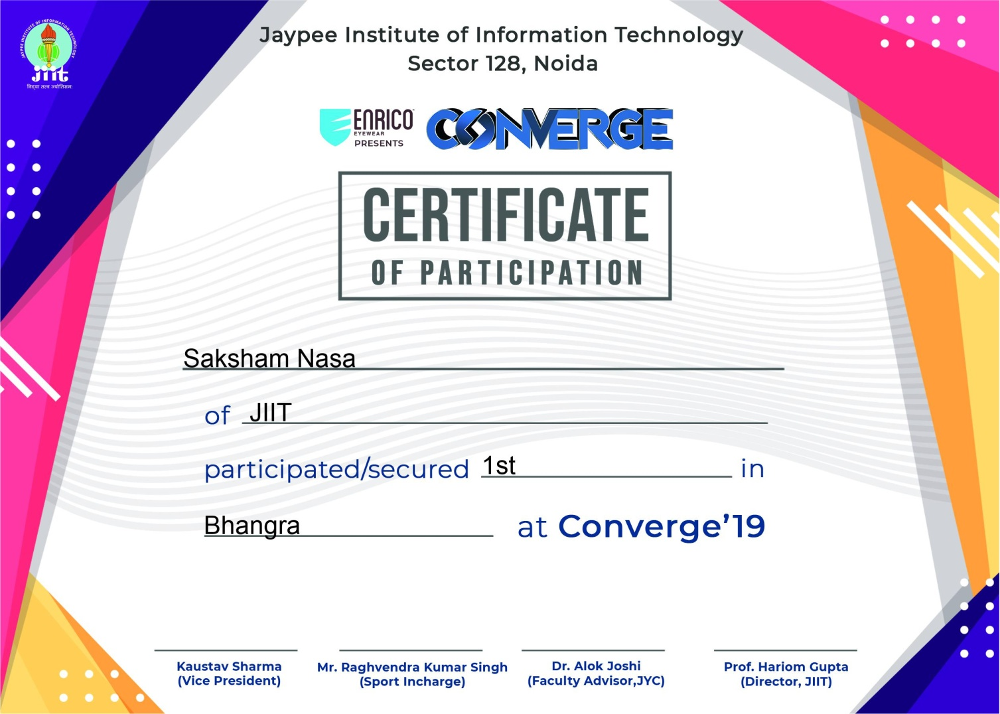 JAYPEE INSTITUTE OF INFORMATION TECHNOLOGY
jiit
विद्या तत्व ज्योतिसमः
Jaypee Institute of Information Technology
Sector 128, Noida
ENRICO
EYEWEAR
PRESENTS
CONVERGE
CERTIFICATE
OF PARTICIPATION
Saksham Nasa
of JIIT
participated/secured 1st in
Bhangra at Converge'19
Kaustav Sharma
(Vice President)
Mr. Raghvendra Kumar Singh
(Sport Incharge)
Dr. Alok Joshi
(Faculty Advisor,JYC)
Prof. Hariom Gupta
(Director, JIIT)